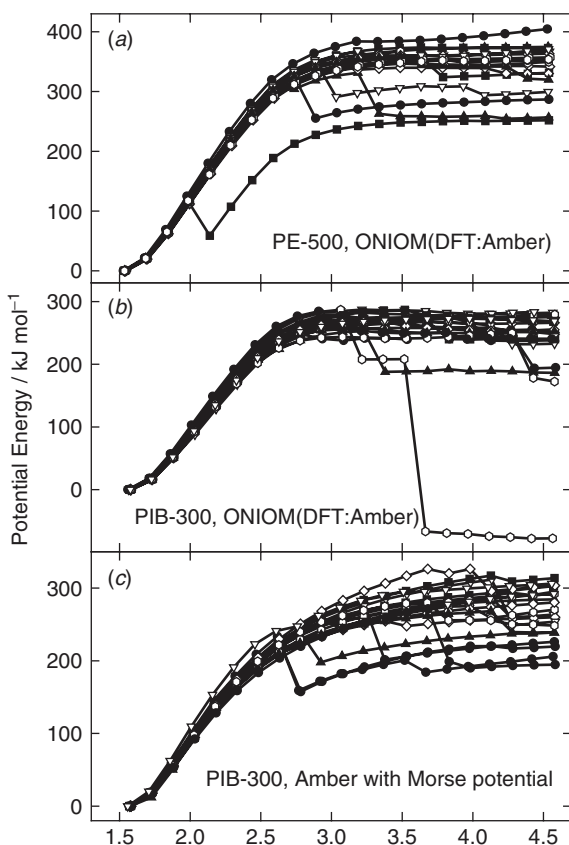 Potential Energy / kJ mol⁻¹
(a)
400
300
200
100
0
PE-500, ONIOM(DFT:Amber)
(b)
300
200
100
0
PIB-300, ONIOM(DFT:Amber)
(c)
300
200
100
0
PIB-300, Amber with Morse potential
1.5 2.0 2.5 3.0 3.5 4.0 4.5